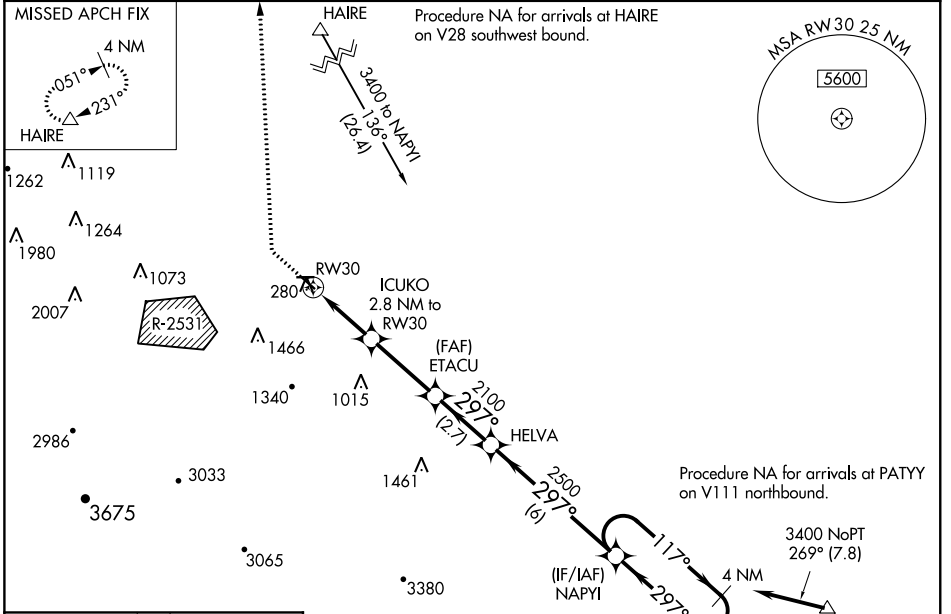 MISSED APCH FIX
4 NM
051°
231°
HAIRE
HAIRE
3400 to NAPYI
136°
(26.4)
Procedure NA for arrivals at HAIRE
on V28 southwest bound.
MSA RW30 25 NM
5600
1262
1119
1264
1980
1073
2007
R-2531
280
RW30
ICUKO
2.8 NM to
RW30
1466
(FAF)
ETACU
1340
1015
2100
297°
(2.7)
HELVA
2986
1461
2500
297°
(6)
3033
3675
Procedure NA for arrivals at PATYY
on V111 northbound.
3400 NoPT
269° (7.8)
117°
4 NM
3065
3380
(IF/IAF)
NAPYI
297°